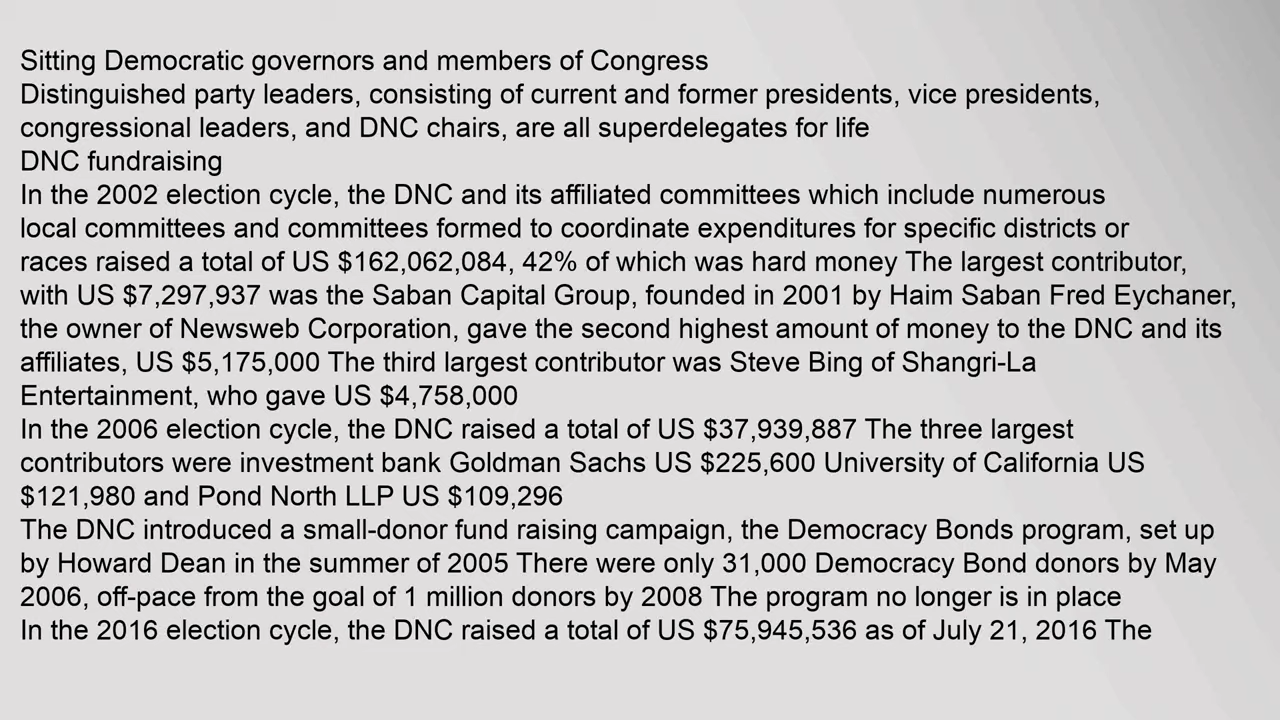 Sitting Democratic governors and members of Congress
Distinguished party leaders, consisting of current and former presidents, vice presidents,
congressional leaders, and DNC chairs, are all superdelegates for life
DNC fundraising
In the 2002 election cycle, the DNC and its affiliated committees which include numerous
local committees and committees formed to coordinate expenditures for specific districts or
races raised a total of US $162,062,084, 42% of which was hard money The largest contributor,
with US $7,297,937 was the Saban Capital Group, founded in 2001 by Haim Saban Fred Eychaner,
the owner of Newsweb Corporation, gave the second highest amount of money to the DNC and its
affiliates, US $5,175,000 The third largest contributor was Steve Bing of Shangri-La
Entertainment, who gave US $4,758,000
In the 2006 election cycle, the DNC raised a total of US $37,939,887 The three largest
contributors were investment bank Goldman Sachs US $225,600 University of California US
$121,980 and Pond North LLP US $109,296
The DNC introduced a small-donor fund raising campaign, the Democracy Bonds program, set up
by Howard Dean in the summer of 2005 There were only 31,000 Democracy Bond donors by May
2006, off-pace from the goal of 1 million donors by 2008 The program no longer is in place
In the 2016 election cycle, the DNC raised a total of US $75,945,536 as of July 21, 2016 The